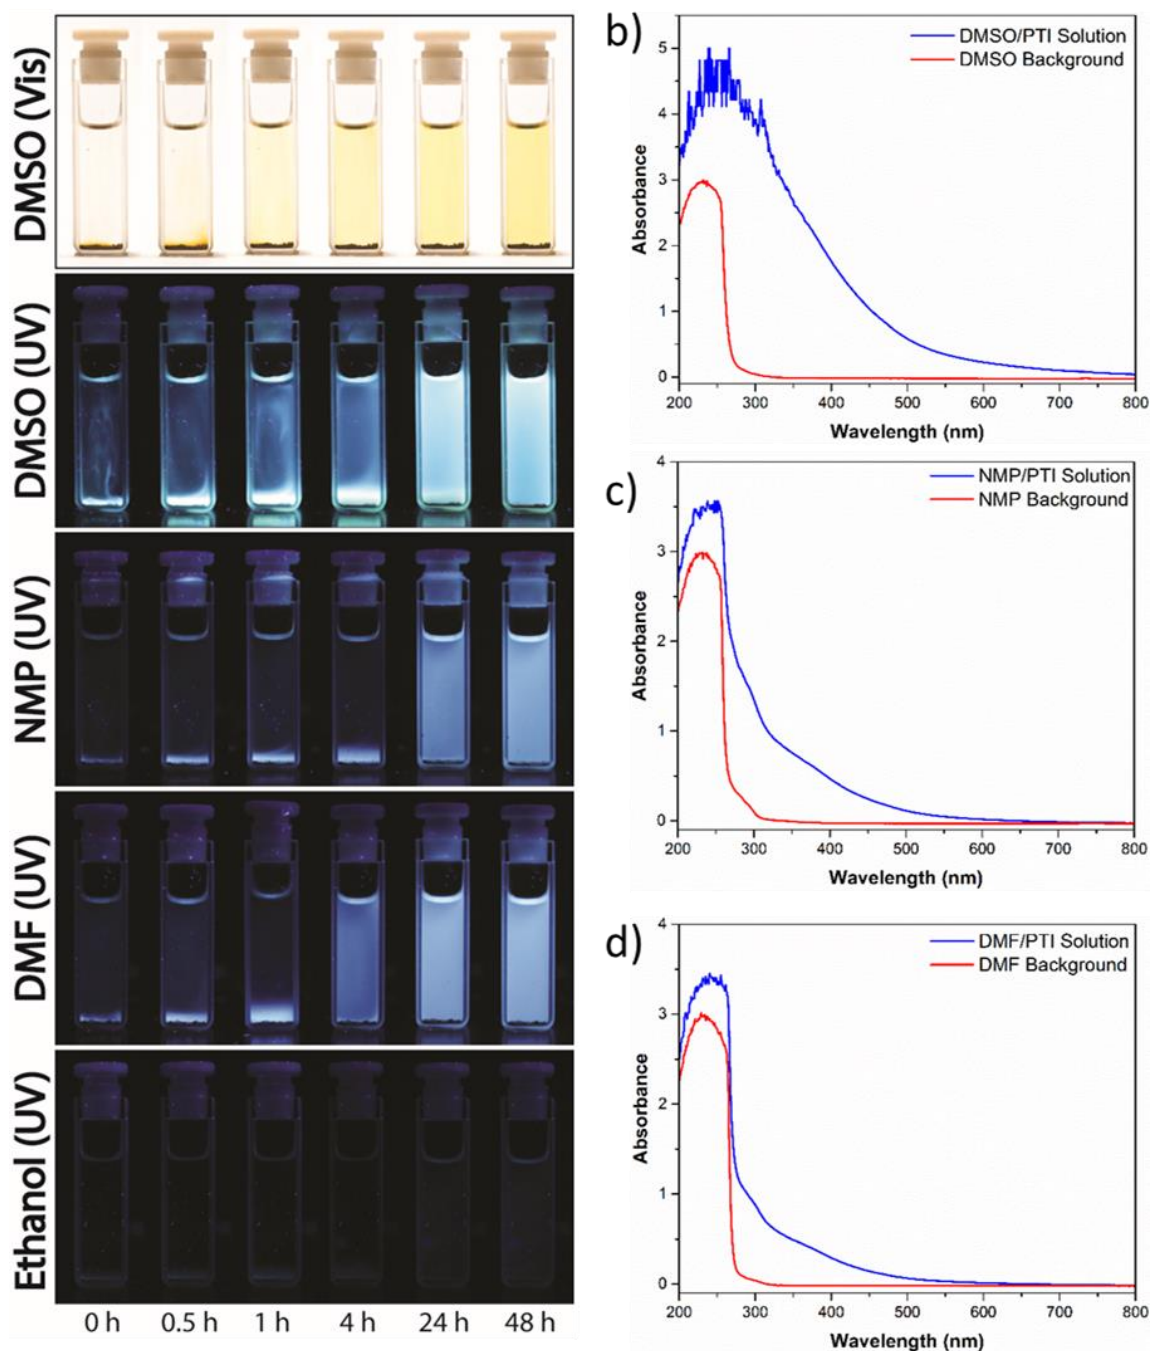 DMSO (Vis)
DMSO (UV)
NMP (UV)
DMF (UV)
Ethanol (UV)
0 h 0.5 h 1 h 4 h 24 h 48 h
b)
DMSO/PTI Solution
DMSO Background
5
4
3
2
1
0
Absorbance
200 300 400 500 600 700 800
Wavelength (nm)
c)
NMP/PTI Solution
NMP Background
4
3
2
1
0
Absorbance
200 300 400 500 600 700 800
Wavelength (nm)
d)
DMF/PTI Solution
DMF Background
4
3
2
1
0
Absorbance
200 300 400 500 600 700 800
Wavelength (nm)